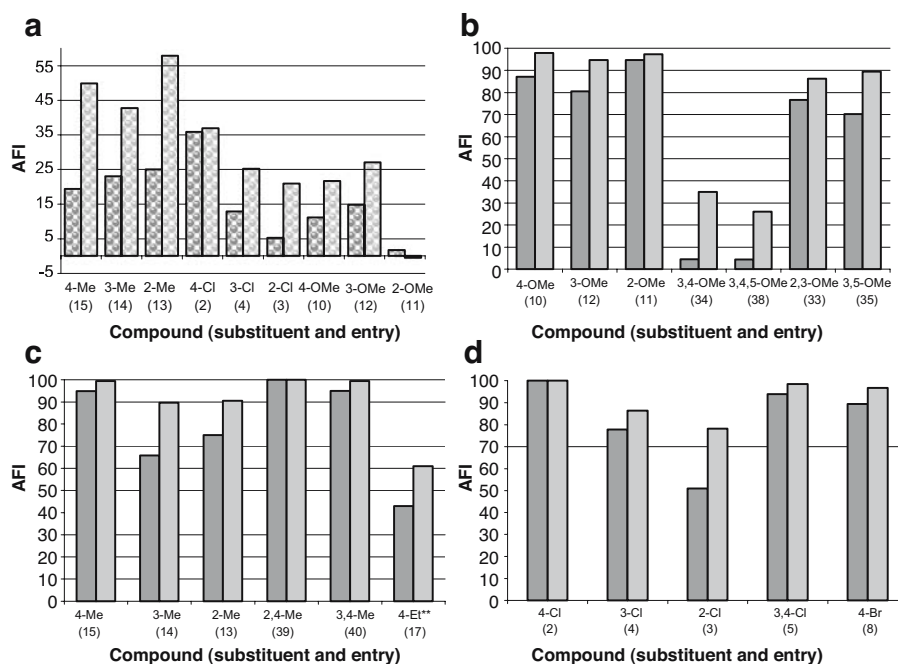 a
AFI
55
45
35
25
15
5
-5
4-Me 3-Me 2-Me 4-Cl 3-Cl 2-Cl 4-OMe 3-OMe 2-OMe
(15) (14) (13) (2) (4) (3) (10) (12) (11)
Compound (substituent and entry)
b
AFI
100
90
80
70
60
50
40
30
20
10
0
4-OMe 3-OMe 2-OMe 3,4-OMe 3,4,5-OMe 2,3-OMe 3,5-OMe
(10) (12) (11) (34) (38) (33) (35)
Compound (substituent and entry)
c
AFI
100
90
80
70
60
50
40
30
20
10
0
4-Me 3-Me 2-Me 2,4-Me 3,4-Me 4-Et**
(15) (14) (13) (39) (40) (17)
Compound (substituent and entry)
d
AFI
100
90
80
70
60
50
40
30
20
10
0
4-Cl 3-Cl 2-Cl 3,4-Cl 4-Br
(2) (4) (3) (5) (8)
Compound (substituent and entry)